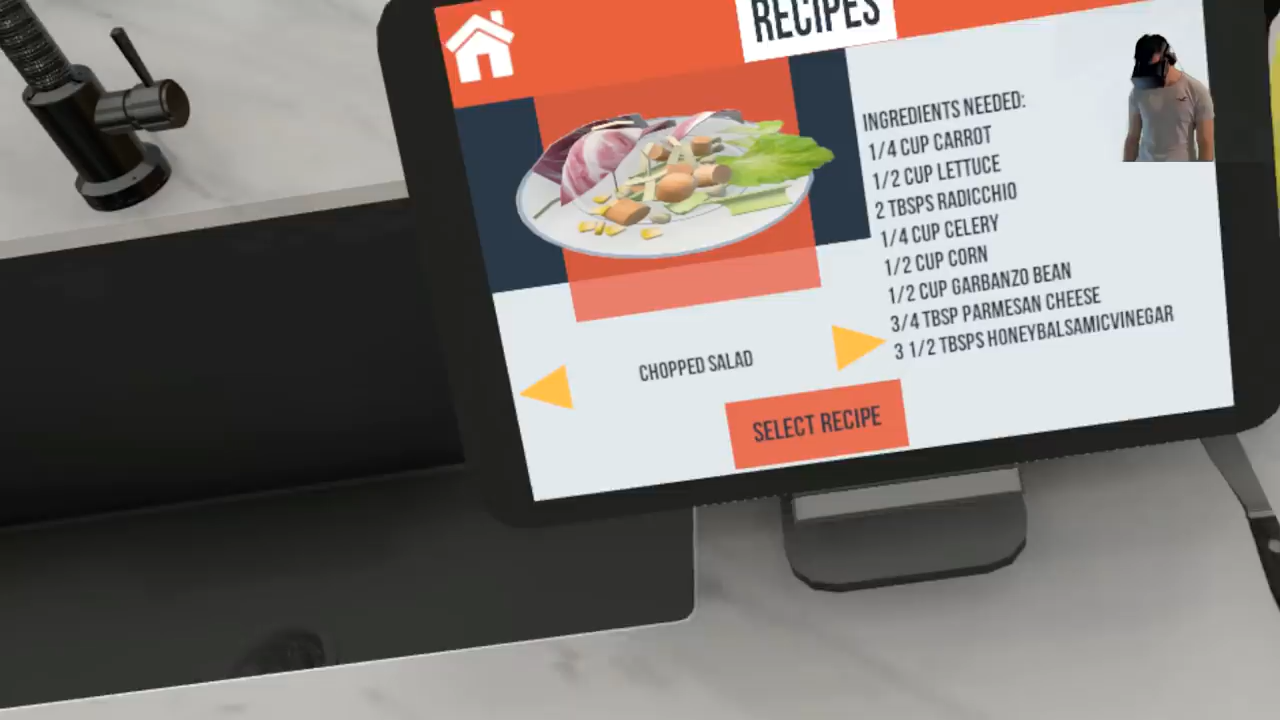 RECIPES
INGREDIENTS NEEDED:
1/4 CUP CARROT
1/2 CUP LETTUCE
2 TBSPS RADICCHIO
1/4 CUP CELERY
1/2 CUP CORN
1/2 CUP GARBANZO BEAN
3/4 TBSP PARMESAN CHEESE
3 1/2 TBSPS HONEYBALSAMICVINEGAR
CHOPPED SALAD
SELECT RECIPE